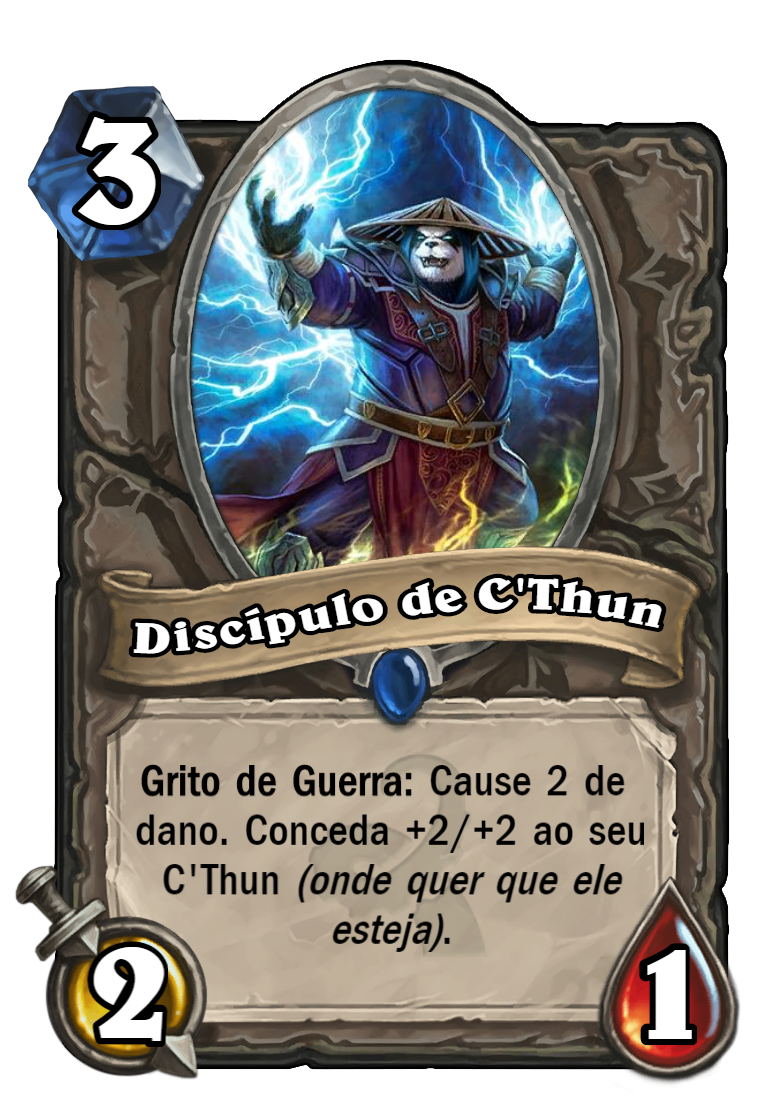 3
Discípulo de C'Thun
Grito de Guerra: Cause 2 de
dano. Conceda +2/+2 ao seu
C'Thun (onde quer que ele
esteja).
2
1